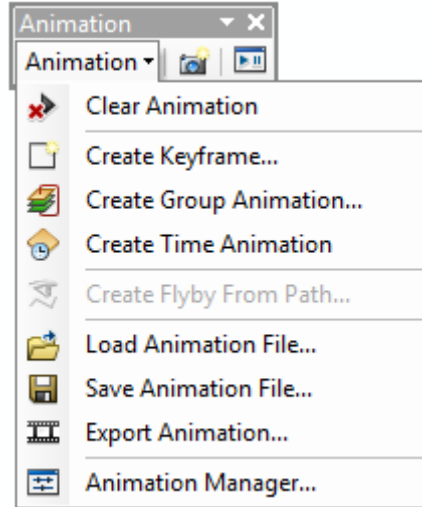 Animation
Animation
Clear Animation
Create Keyframe...
Create Group Animation...
Create Time Animation
Create Flyby From Path...
Load Animation File...
Save Animation File...
Export Animation...
Animation Manager...